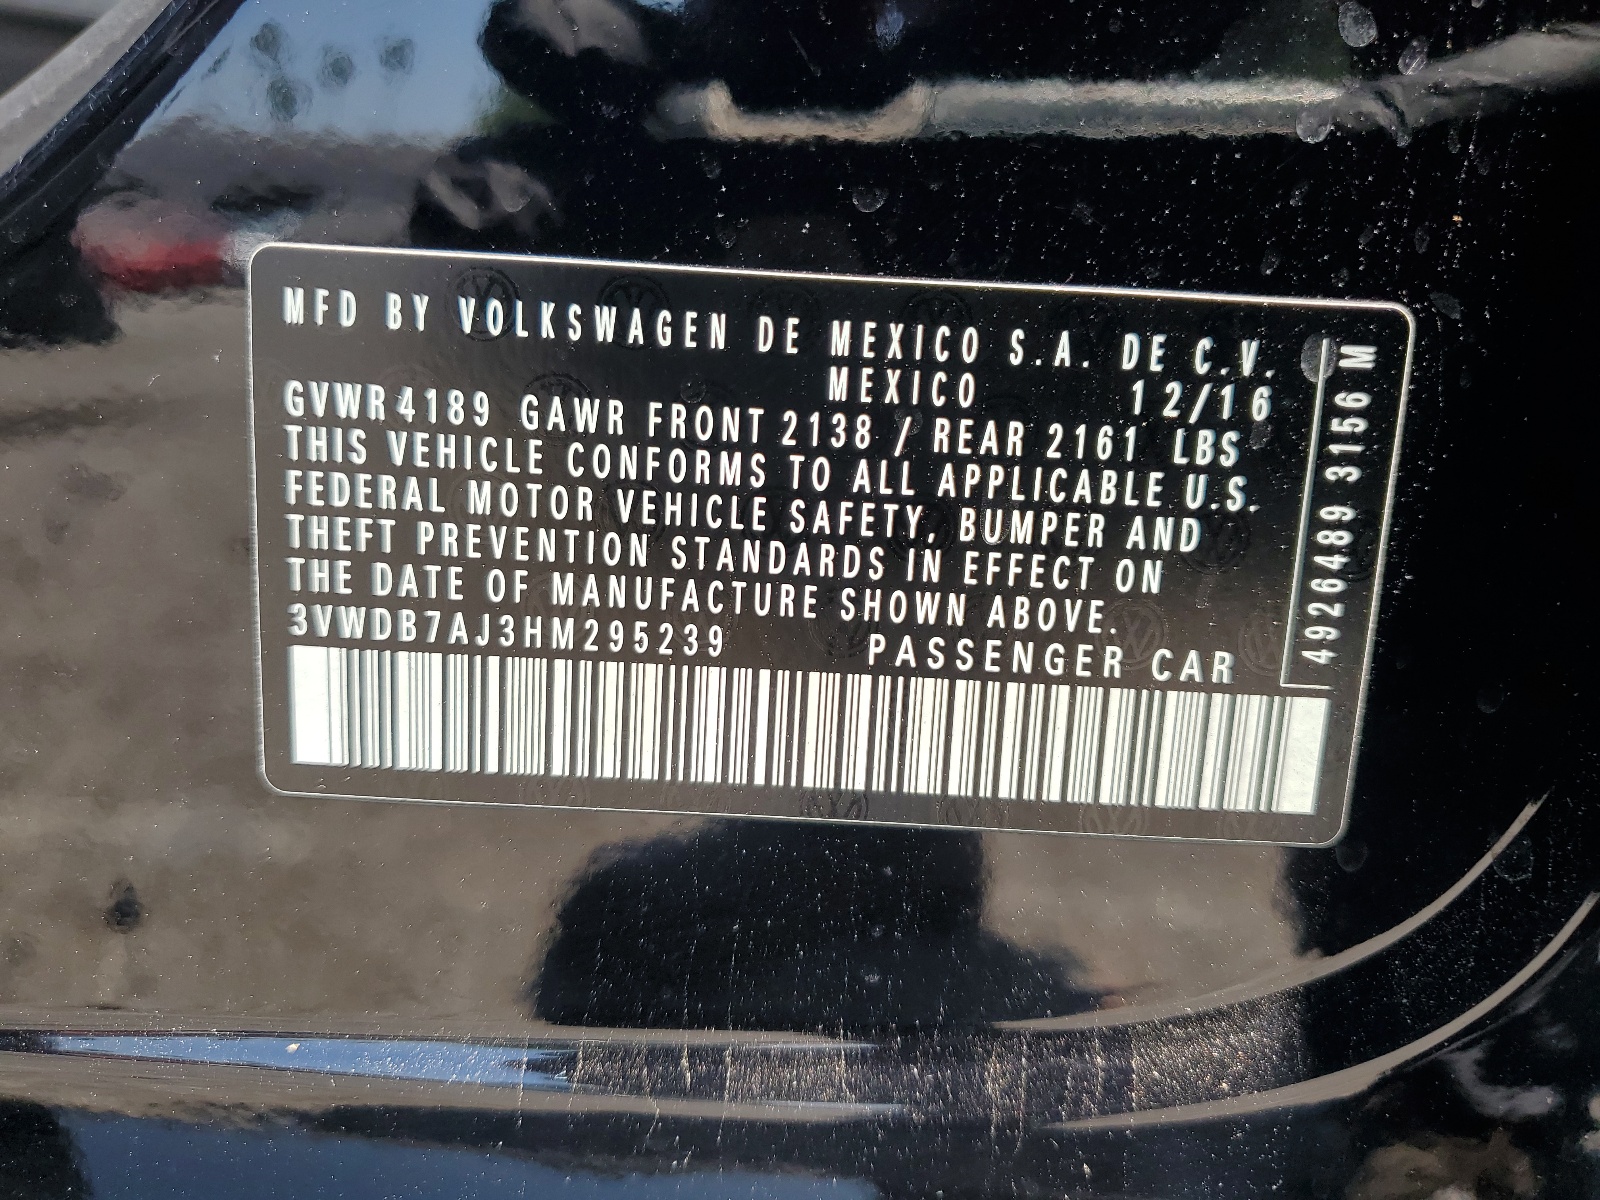 MFD BY VOLKSWAGEN DE MEXICO S.A. DE C.V.
MEXICO 12/16
GVWR 4189 GAWR FRONT 2138 / REAR 2161 LBS
THIS VEHICLE CONFORMS TO ALL APPLICABLE U.S.
FEDERAL MOTOR VEHICLE SAFETY, BUMPER AND
THEFT PREVENTION STANDARDS IN EFFECT ON
THE DATE OF MANUFACTURE SHOWN ABOVE.
3VWDB7AJ3HM295239 PASSENGER CAR
4926489 3156 M